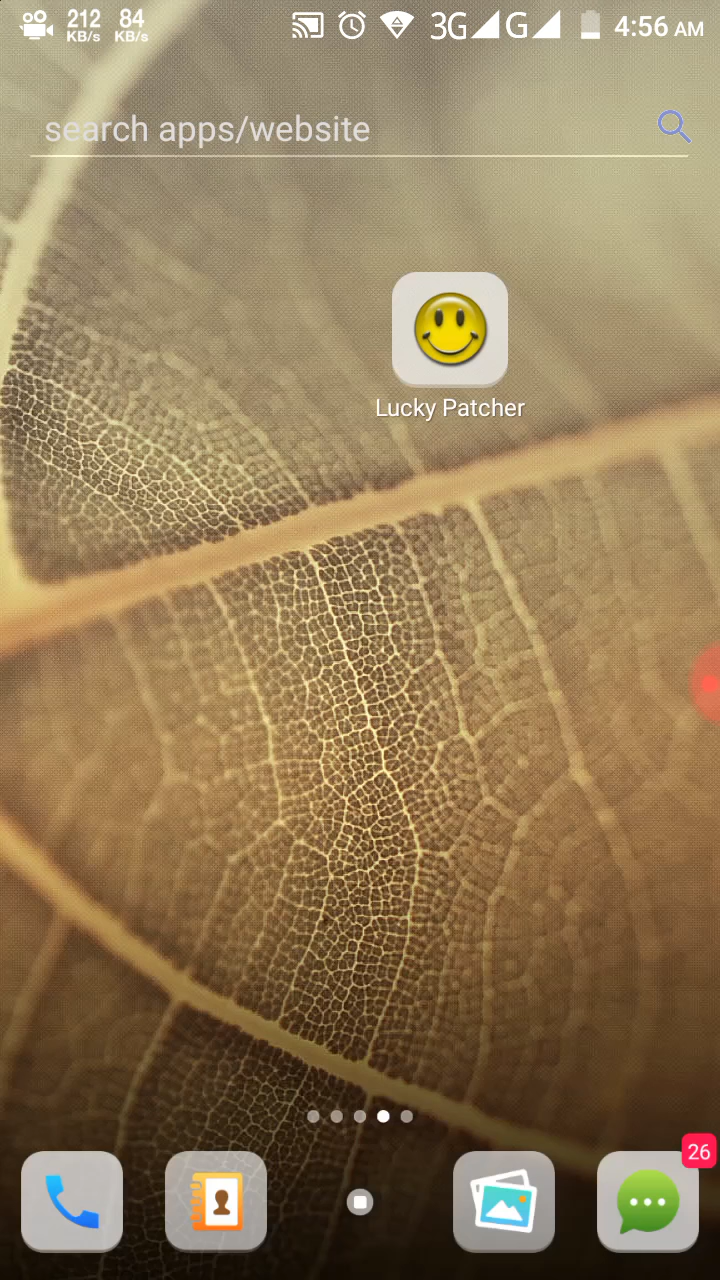 212 84 3G G 4:56 AM
KB/s KB/s
search apps/website
Lucky Patcher
26